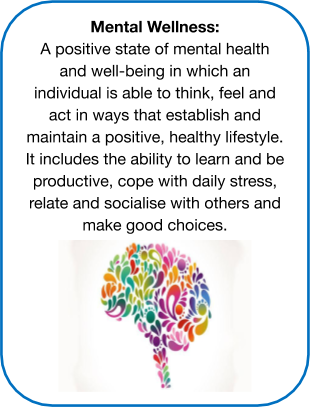 Mental Wellness:
A positive state of mental health
and well-being in which an
individual is able to think, feel and
act in ways that establish and
maintain a positive, healthy lifestyle.
It includes the ability to learn and be
productive, cope with daily stress,
relate and socialise with others and
make good choices.